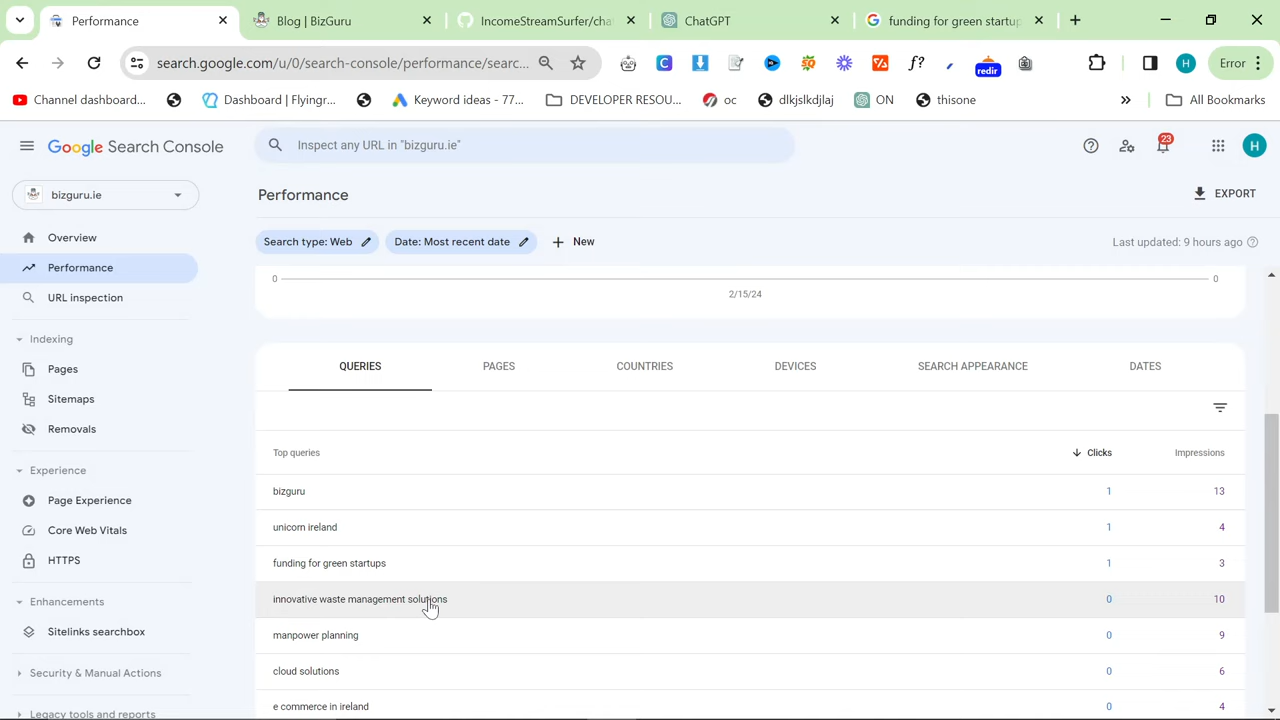 Performance
Blog | BizGuru
IncomeStreamSurfer/cha
ChatGPT
funding for green startup
search.google.com/u/0/search-console/performance/searc...
redir
Error
Channel dashboard...
Dashboard | Flyingr...
Keyword ideas - 77...
DEVELOPER RESOU...
oc
dlkjslkdjlaj
ON
thisone
All Bookmarks
Google Search Console
Inspect any URL in "bizguru.ie"
23
H
bizguru.ie
Performance
EXPORT
Overview
Search type: Web
Date: Most recent date
New
Last updated: 9 hours ago
Performance
0
0
2/15/24
URL inspection
Indexing
Pages
Sitemaps
Removals
Experience
Page Experience
Core Web Vitals
HTTPS
Enhancements
Sitelinks searchbox
Security & Manual Actions
Legacy tools and reports
QUERIES
PAGES
COUNTRIES
DEVICES
SEARCH APPEARANCE
DATES
Top queries
Clicks
Impressions
bizguru 1 13
unicorn ireland 1 4
funding for green startups 1 3
innovative waste management solutions 0 10
manpower planning 0 9
cloud solutions 0 6
e commerce in ireland 0 4